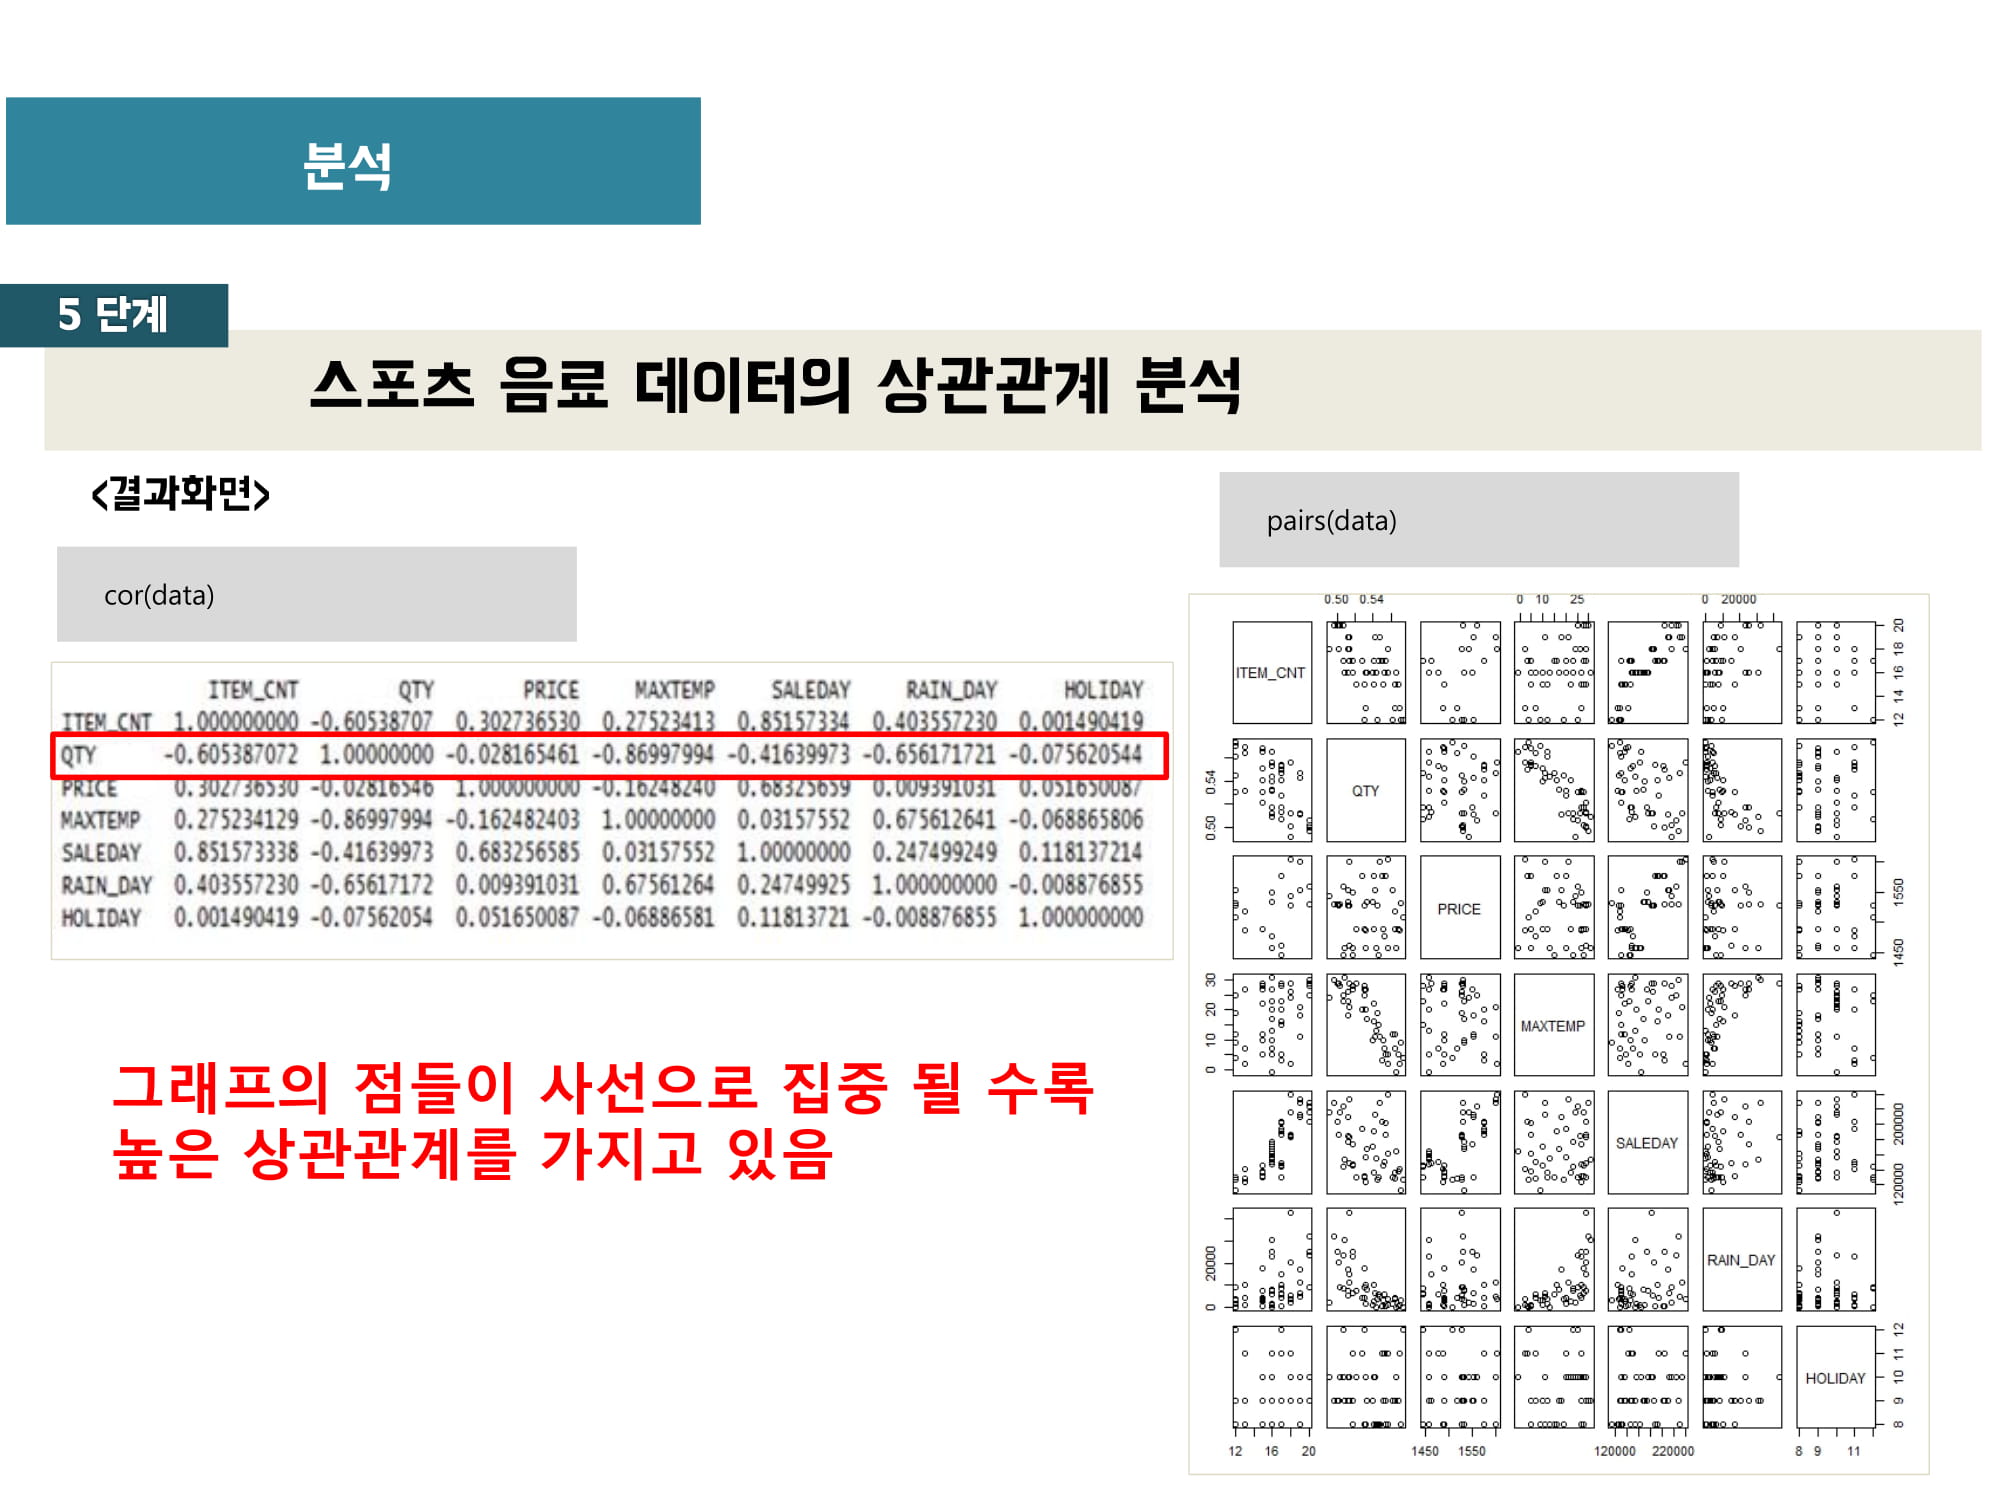 분석
5 단계
스포츠 음료 데이터의 상관관계 분석
<결과화면>
cor(data)
ITEM_CNT QTY PRICE MAXTEMP SALEDAY RAIN_DAY HOLIDAY
ITEM_CNT 1.000000000 -0.60538707 0.302736530 0.27523413 0.85157334 0.403557230 0.001490419
QTY -0.605387072 1.00000000 -0.028165461 -0.86997994 -0.41639973 -0.656171721 -0.075620544
PRICE 0.302736530 -0.02816546 1.000000000 -0.16248240 0.68325659 0.009391031 0.051650087
MAXTEMP 0.275234129 -0.86997994 -0.162482403 1.00000000 0.03157552 0.675612641 -0.068865806
SALEDAY 0.851573338 -0.41639973 0.683256585 0.03157552 1.00000000 0.247499249 0.118137214
RAIN_DAY 0.403557230 -0.65617172 0.009391031 0.67561264 0.24749925 1.000000000 -0.008876855
HOLIDAY 0.001490419 -0.07562054 0.051650087 -0.06886581 0.11813721 -0.008876855 1.000000000
그래프의 점들이 사선으로 집중 될 수록
높은 상관관계를 가지고 있음
pairs(data)
0.50 0.54 0 10 25 0 20000
ITEM_CNT 12 14 16 18 20
0.50 0.54 QTY
PRICE 1450 1550
0 10 20 30 MAXTEMP
SALEDAY 120000 200000
0 20000 RAIN_DAY
HOLIDAY 8 9 10 11 12
12 16 20 1450 1550 120000 220000 8 9 11